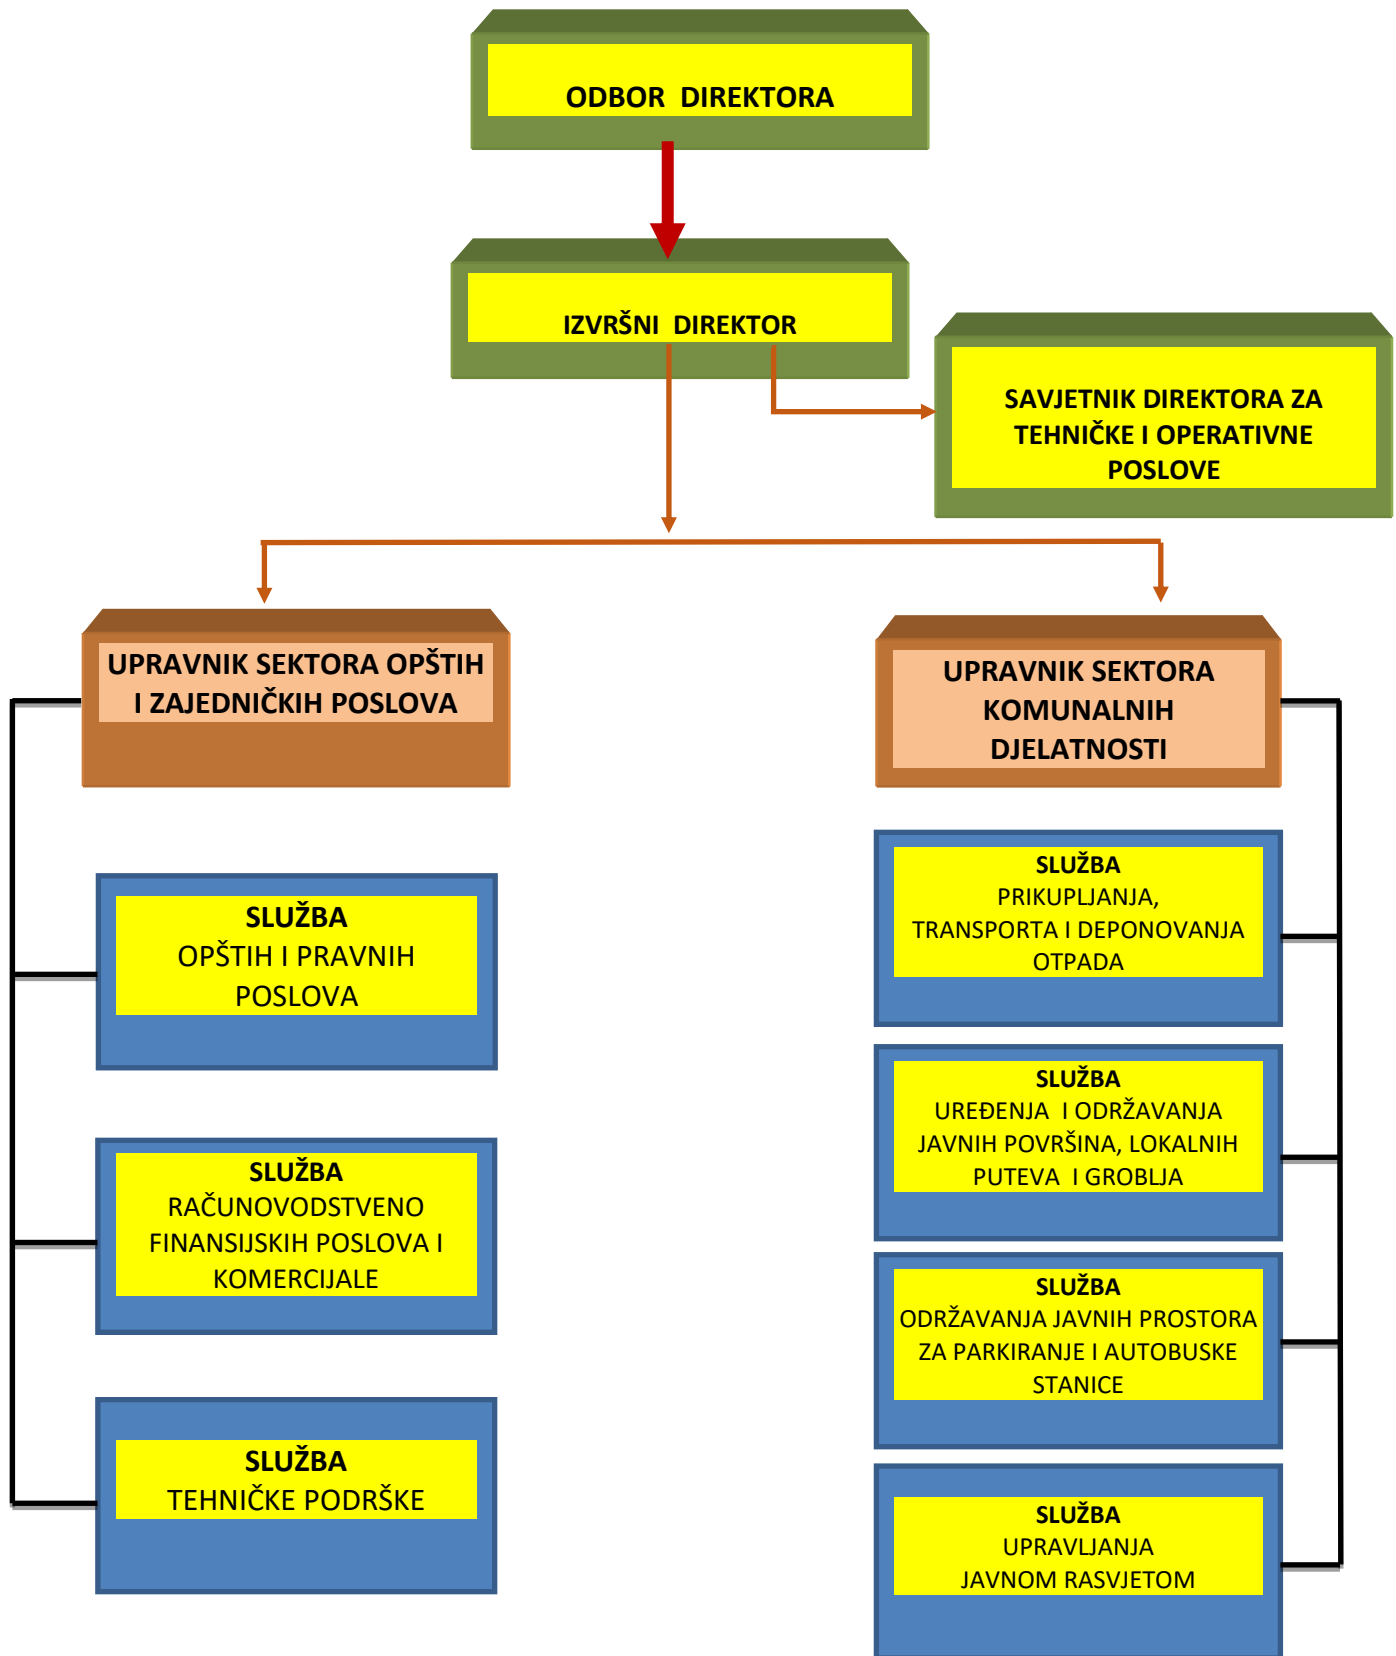 ODBOR DIREKTORA
IZVRŠNI DIREKTOR
SAVJETNIK DIREKTORA ZA
TEHNIČKE I OPERATIVNE
POSLOVE
UPRAVNIK SEKTORA OPŠTIH
I ZAJEDNIČKIH POSLOVA
SLUŽBA
OPŠTIH I PRAVNIH
POSLOVA
SLUŽBA
RAČUNOVODSTVENO
FINANSIJSKIH POSLOVA I
KOMERCIJALE
SLUŽBA
TEHNIČKE PODRŠKE
UPRAVNIK SEKTORA
KOMUNALNIH
DJELATNOSTI
SLUŽBA
PRIKUPLJANJA,
TRANSPORTA I DEPONOVANJA
OTPADA
SLUŽBA
UREĐENJA I ODRŽAVANJA
JAVNIH POVRŠINA, LOKALNIH
PUTEVA I GROBLJA
SLUŽBA
ODRŽAVANJA JAVNIH PROSTORA
ZA PARKIRANJE I AUTOBUSKE
STANICE
SLUŽBA
UPRAVLJANJA
JAVNOM RASVJETOM